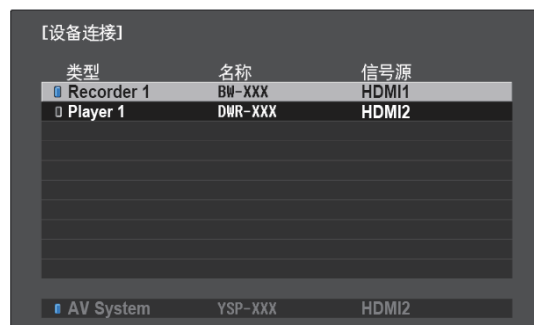 [设备连接]
类型 名称 信号源
Recorder 1 BW-XXX HDMI1
Player 1 DWR-XXX HDMI2
AV System YSP-XXX HDMI2